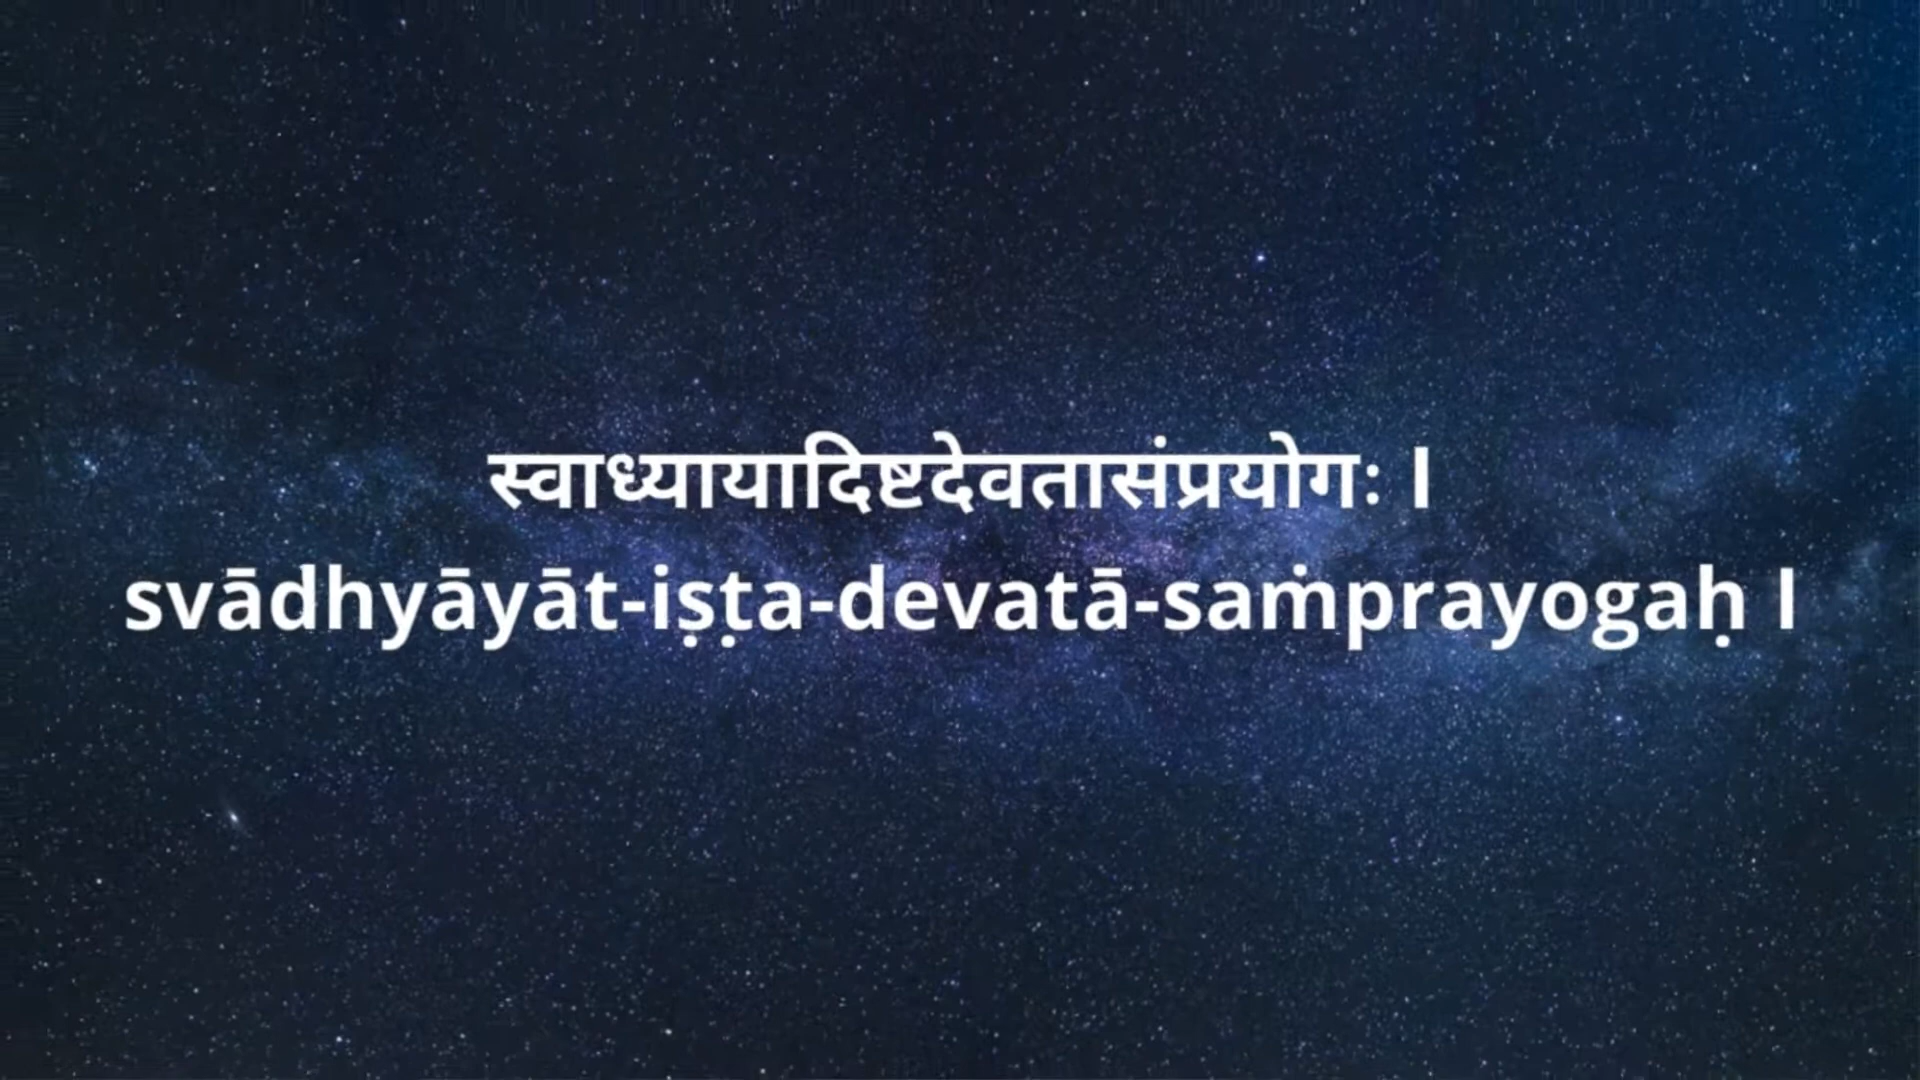 स्वाध्यायादिष्टदेवतासंप्रयोगः ।
svādhyāyāt-iṣṭa-devatā-saṁprayogaḥ ।